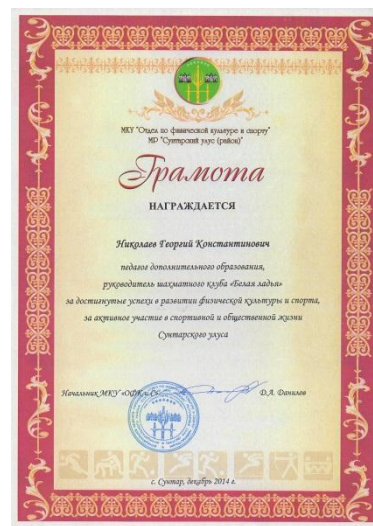 МКУ "Отдел по физической культуре и спорту"
МР "Сунтарский улус (район)"
Грамота
НАГРАЖДАЕТСЯ
Николаев Георгий Константинович
педагог дополнительного образования,
руководитель шахматного клуба «Белая ладья»
за достигнутые успехи в развитии физической культуры и спорта,
за активное участие в спортивной и общественной жизни
Сунтарского улуса
Начальник МКУ «ОФК и С»
Д.А. Данилов
с. Сунтар, декабрь 2014 г.